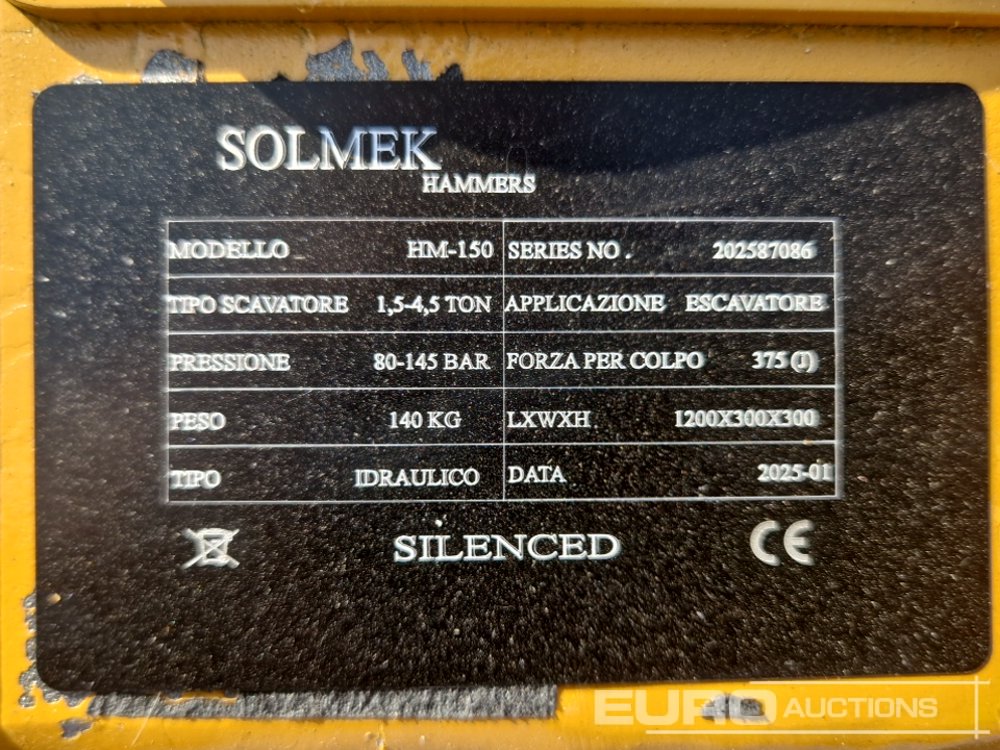 SOLMEK
HAMMERS
MODELLO HM-150 SERIES NO . 202587086
TIPO SCAVATORE 1,5-4,5 TON APPLICAZIONE ESCAVATORE
PRESSIONE 80-145 BAR FORZA PER COLPO 375 (J)
PESO 140 KG LXWXH 1200X300X300
TIPO IDRAULICO DATA 2025-01
SILENCED CE
EURO AUCTIONS